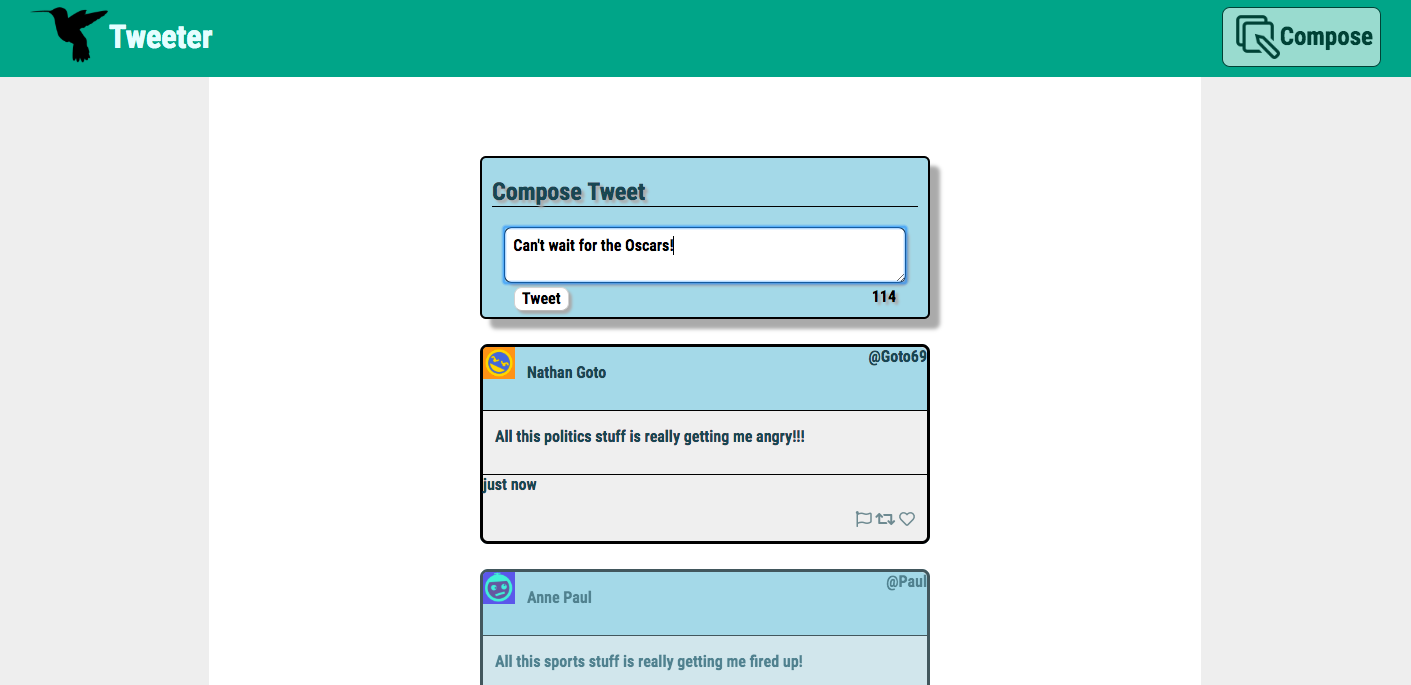 Tweeter
Compose
Compose Tweet
Can't wait for the Oscars!
Tweet
114
Nathan Goto
@Goto69
All this politics stuff is really getting me angry!!!
just now
Anne Paul
@Paul
All this sports stuff is really getting me fired up!